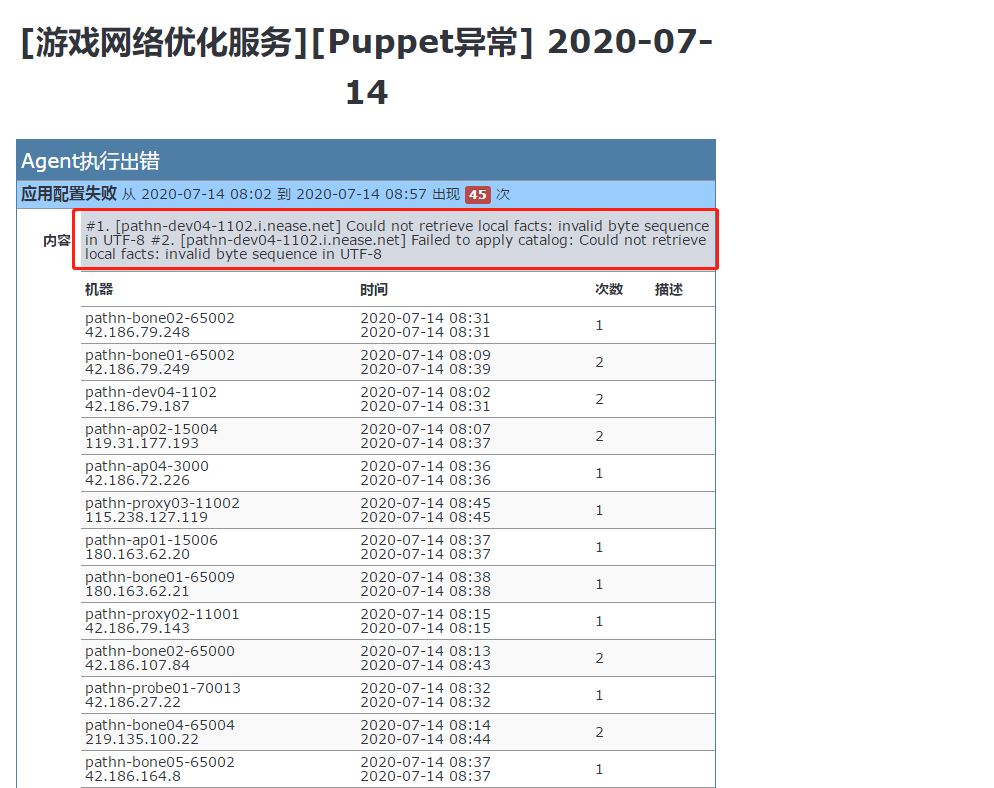 [游戏网络优化服务][Puppet异常] 2020-07-
14
Agent执行出错
应用配置失败 从 2020-07-14 08:02 到 2020-07-14 08:57 出现 45 次
内容
#1. [pathn-dev04-1102.i.nease.net] Could not retrieve local facts: invalid byte sequence
in UTF-8 #2. [pathn-dev04-1102.i.nease.net] Failed to apply catalog: Could not retrieve
local facts: invalid byte sequence in UTF-8
机器 时间 次数 描述
pathn-bone02-65002 2020-07-14 08:31
42.186.79.248 2020-07-14 08:31 1
pathn-bone01-65002 2020-07-14 08:09
42.186.79.249 2020-07-14 08:39 2
pathn-dev04-1102 2020-07-14 08:02
42.186.79.187 2020-07-14 08:31 2
pathn-ap02-15004 2020-07-14 08:07
119.31.177.193 2020-07-14 08:37 2
pathn-ap04-3000 2020-07-14 08:36
42.186.72.226 2020-07-14 08:36 1
pathn-proxy03-11002 2020-07-14 08:45
115.238.127.119 2020-07-14 08:45 1
pathn-ap01-15006 2020-07-14 08:37
180.163.62.20 2020-07-14 08:37 1
pathn-bone01-65009 2020-07-14 08:38
180.163.62.21 2020-07-14 08:38 1
pathn-proxy02-11001 2020-07-14 08:15
42.186.79.143 2020-07-14 08:15 1
pathn-bone02-65000 2020-07-14 08:13
42.186.107.84 2020-07-14 08:43 2
pathn-probe01-70013 2020-07-14 08:32
42.186.27.22 2020-07-14 08:32 1
pathn-bone04-65004 2020-07-14 08:14
219.135.100.22 2020-07-14 08:44 2
pathn-bone05-65002 2020-07-14 08:37
42.186.164.8 2020-07-14 08:37 1